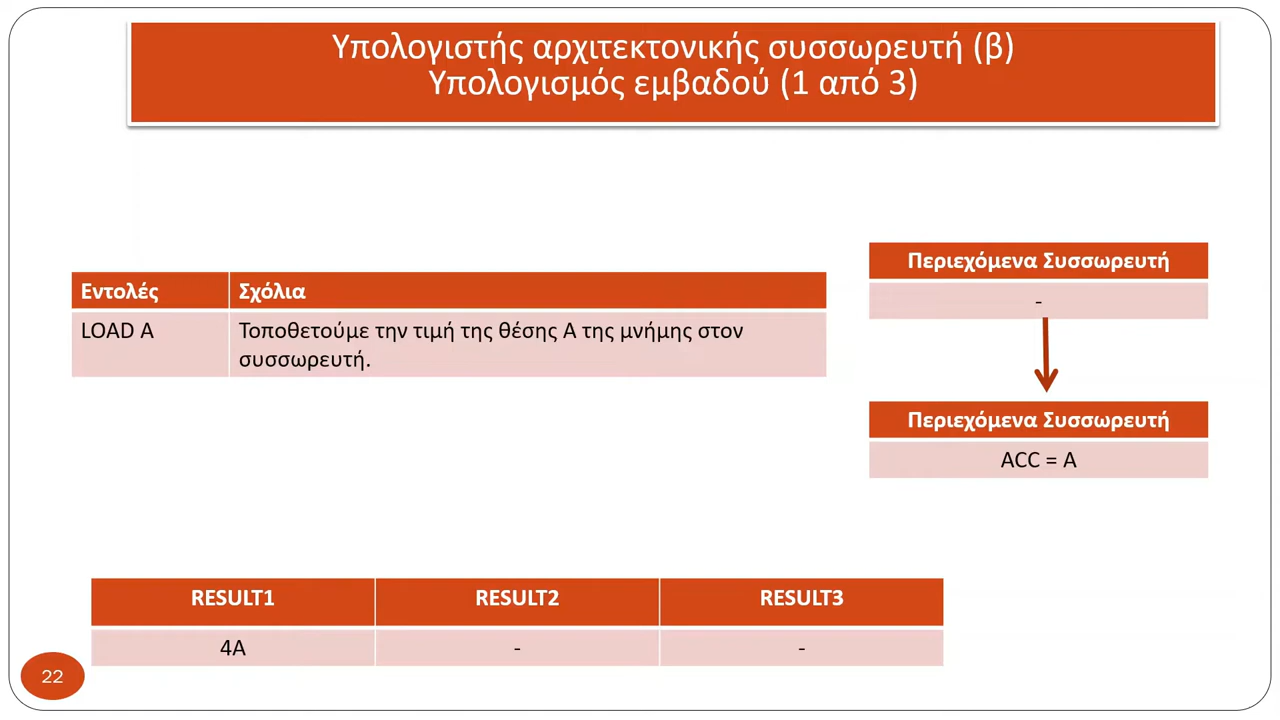 Υπολογιστής αρχιτεκτονικής συσσωρευτή (β)
Υπολογισμός εμβαδού (1 από 3)
Εντολές Σχόλια
LOAD A Τοποθετούμε την τιμή της θέσης Α της μνήμης στον
συσσωρευτή.
Περιεχόμενα Συσσωρευτή
-
Περιεχόμενα Συσσωρευτή
ACC = A
RESULT1 RESULT2 RESULT3
4A - -
22